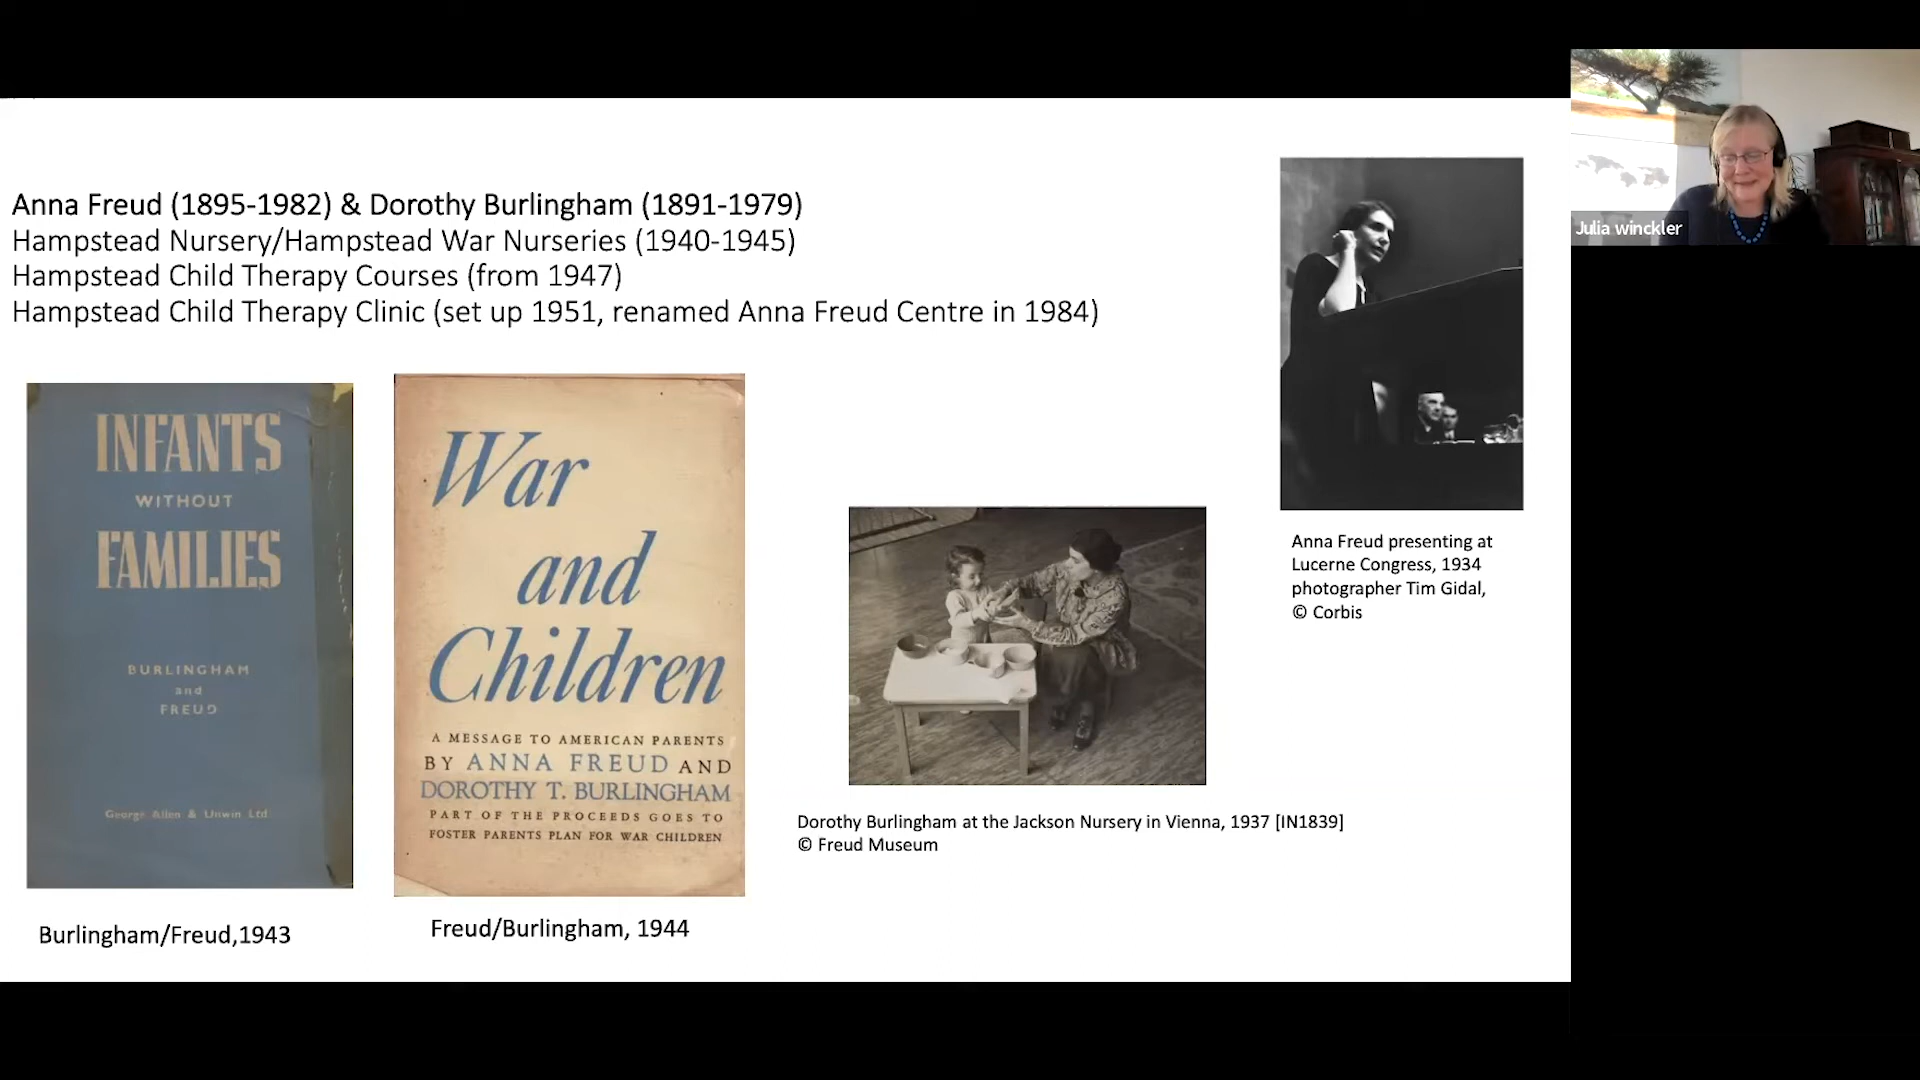 Anna Freud (1895-1982) & Dorothy Burlingham (1891-1979)
Hampstead Nursery/Hampstead War Nurseries (1940-1945)
Hampstead Child Therapy Courses (from 1947)
Hampstead Child Therapy Clinic (set up 1951, renamed Anna Freud Centre in 1984)
INFANTS
WITHOUT
FAMILIES
BURLINGHAM
and
FREUD
George Allen & Unwin Ltd
Burlingham/Freud,1943
War
and
Children
A MESSAGE TO AMERICAN PARENTS
BY ANNA FREUD AND
DOROTHY T. BURLINGHAM
PART OF THE PROCEEDS GOES TO
FOSTER PARENTS PLAN FOR WAR CHILDREN
Freud/Burlingham, 1944
Dorothy Burlingham at the Jackson Nursery in Vienna, 1937 [IN1839]
© Freud Museum
Anna Freud presenting at
Lucerne Congress, 1934
photographer Tim Gidal,
© Corbis
Julia winckler